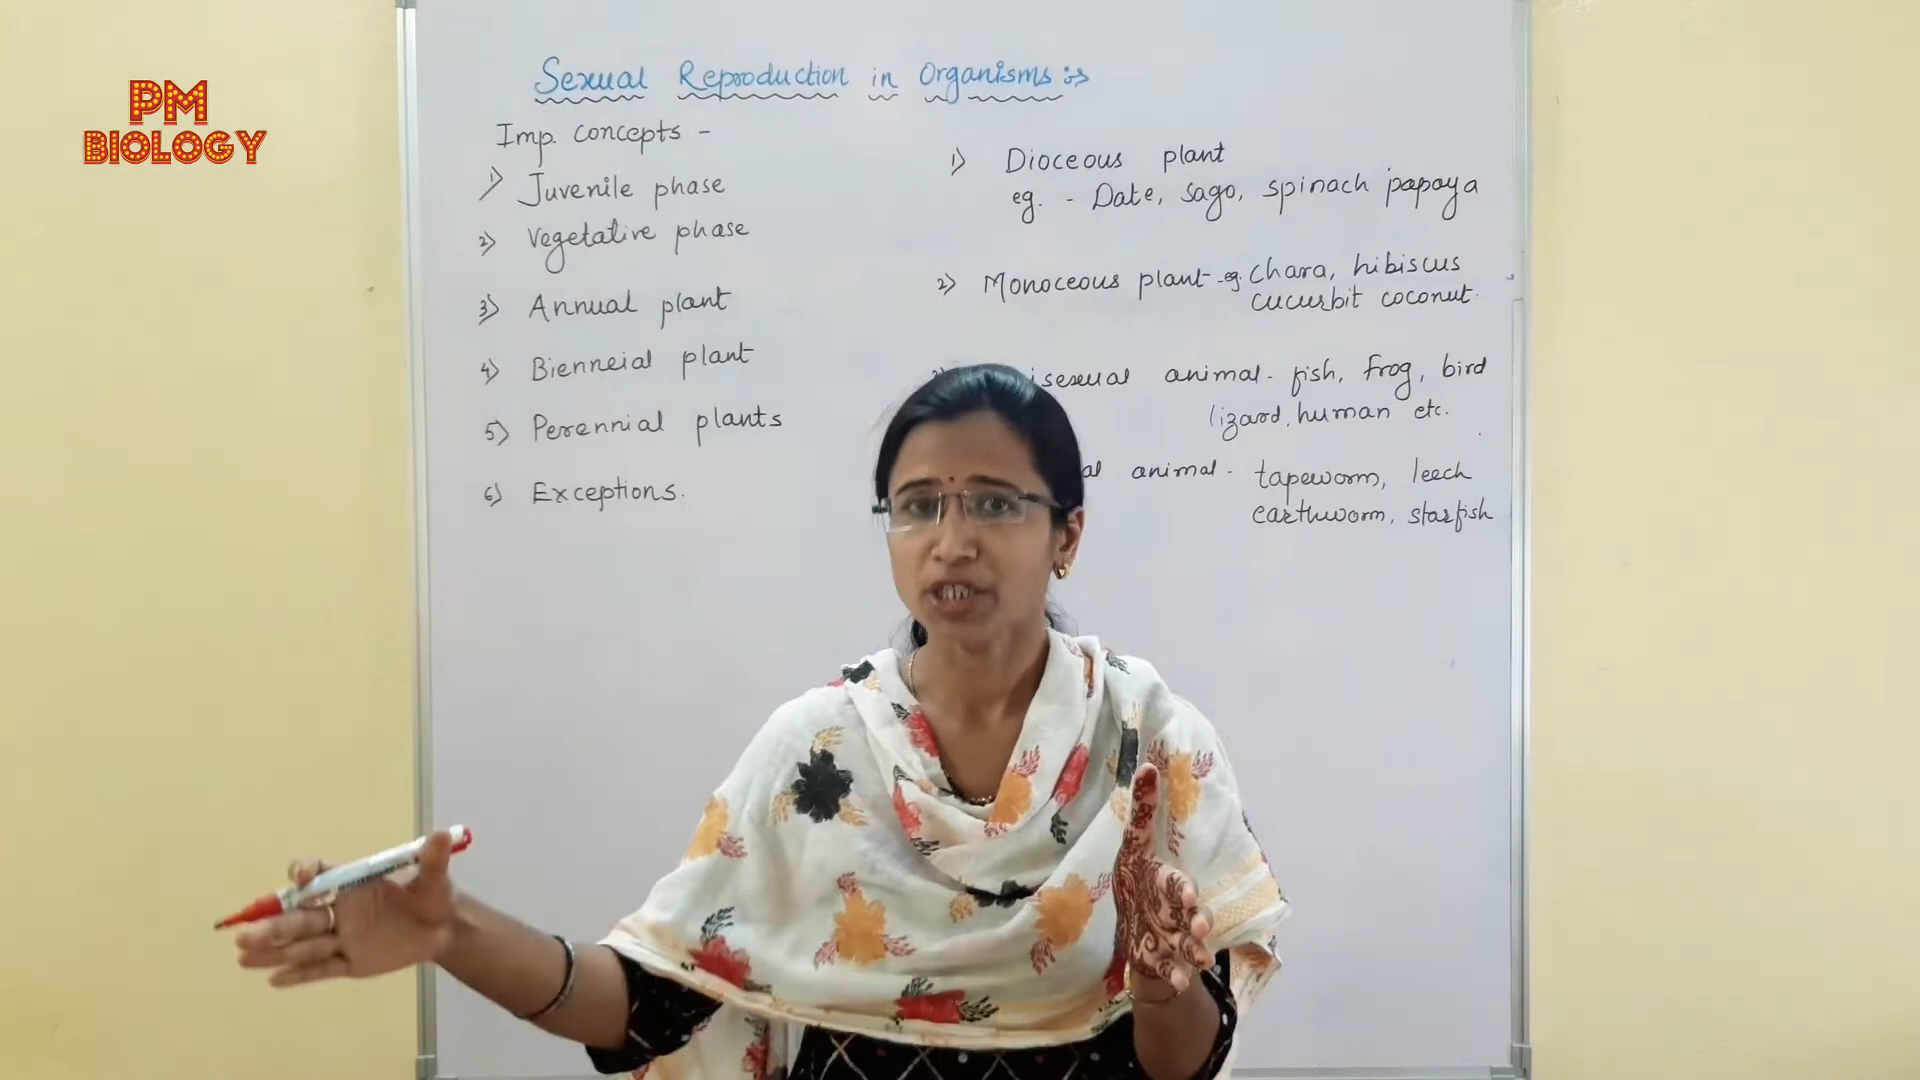 PM
BIOLOGY
Sexual Reproduction in Organisms :→
Imp. concepts -
1) Juvenile phase
2) Vegetative phase
3) Annual plant
4) Bienneial plant
5) Perennial plants
6) Exceptions.
1) Dioceous plant
eg. - Date, sago, spinach papaya
2) Monoceous plant - eg. chara, hibiscus
cucurbit coconut.
isexual animal - fish, frog, bird
lizard, human etc.
al animal - tapeworm, leech
earthworm, starfish